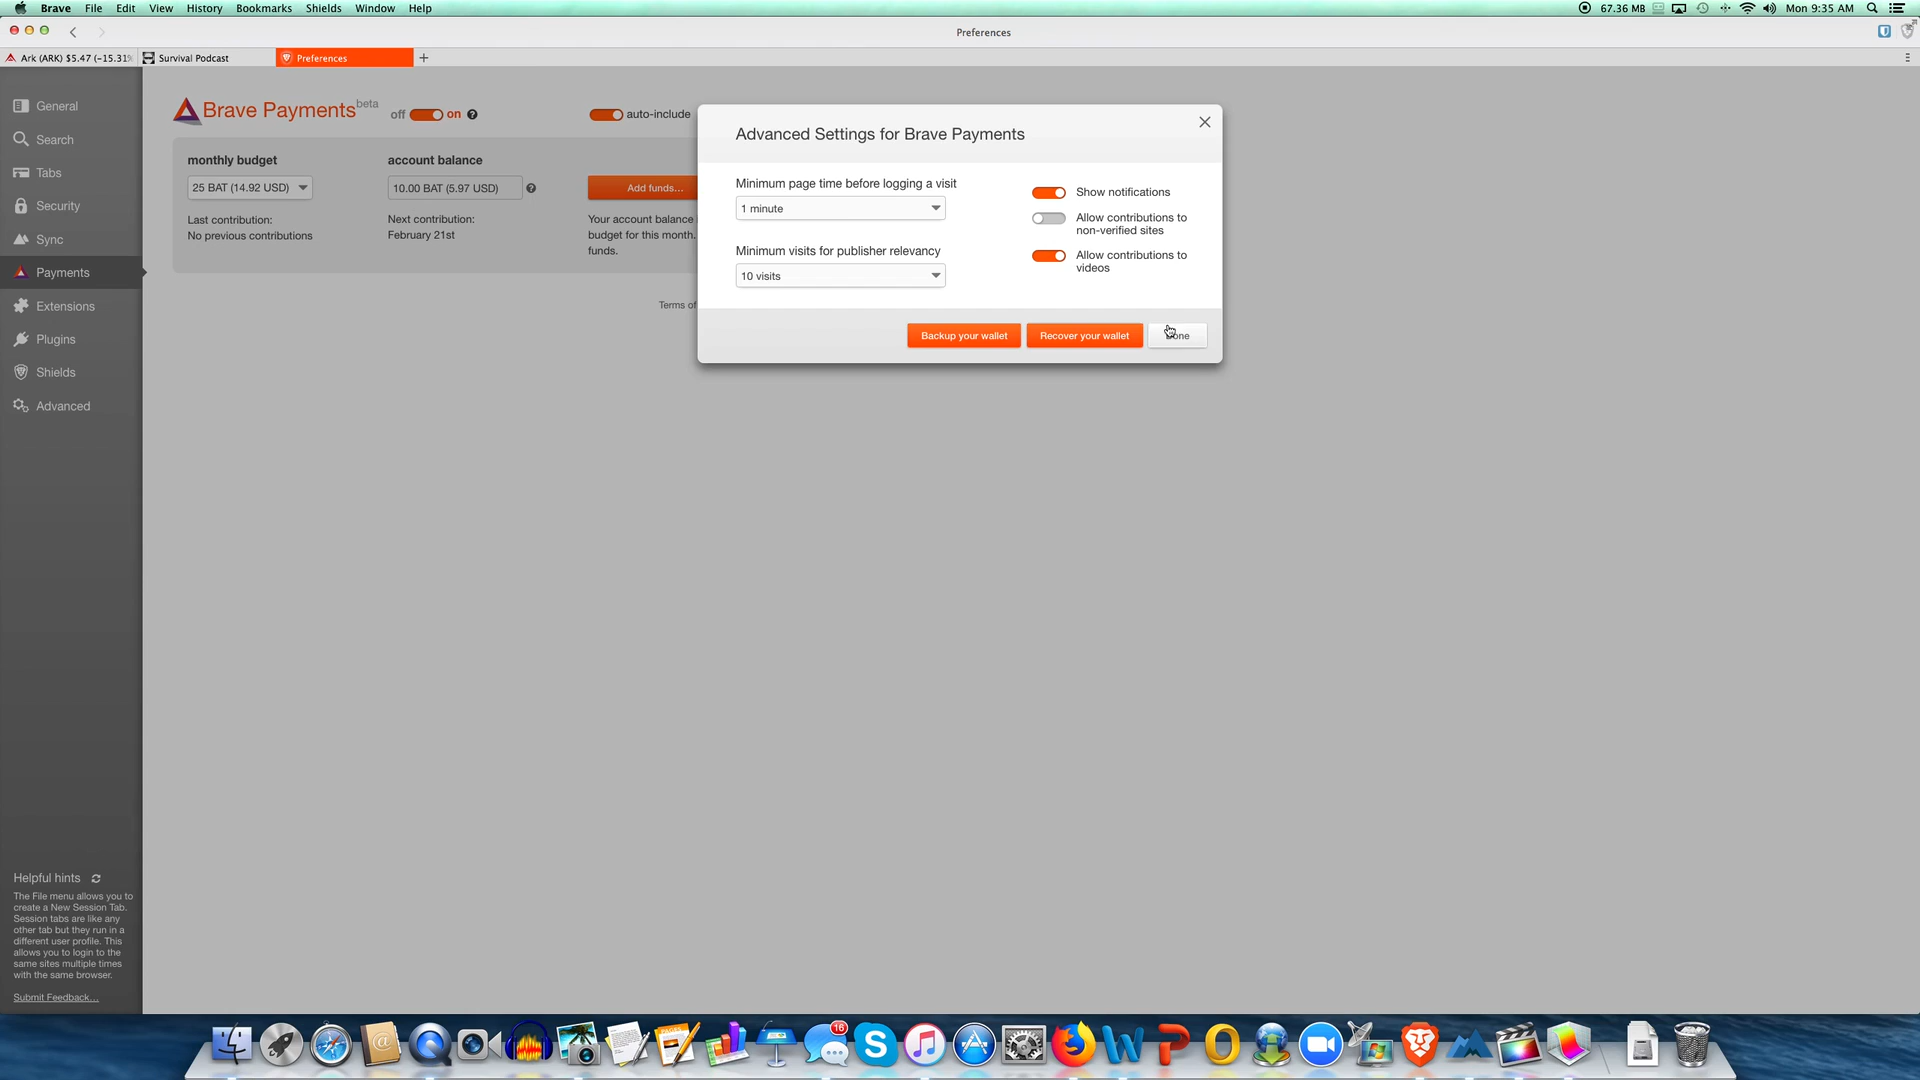 Brave File Edit View History Bookmarks Shields Window Help
67.36 MB Mon 9:35 AM
Preferences
Ark (ARK) $5.47 (-15.31%
Survival Podcast
Preferences
General
Search
Tabs
Security
Sync
Payments
Extensions
Plugins
Shields
Advanced
Brave Payments beta
off on
auto-include
monthly budget
25 BAT (14.92 USD)
Last contribution:
No previous contributions
account balance
10.00 BAT (5.97 USD)
Next contribution:
February 21st
Add funds...
Your account balance
budget for this month.
funds.
Terms of
Advanced Settings for Brave Payments
Minimum page time before logging a visit
1 minute
Minimum visits for publisher relevancy
10 visits
Show notifications
Allow contributions to
non-verified sites
Allow contributions to
videos
Backup your wallet
Recover your wallet
Done
Helpful hints
The File menu allows you to
create a New Session Tab.
Session tabs are like any
other tab but they run in a
different user profile. This
allows you to login to the
same sites multiple times
with the same browser.
Submit Feedback...
16